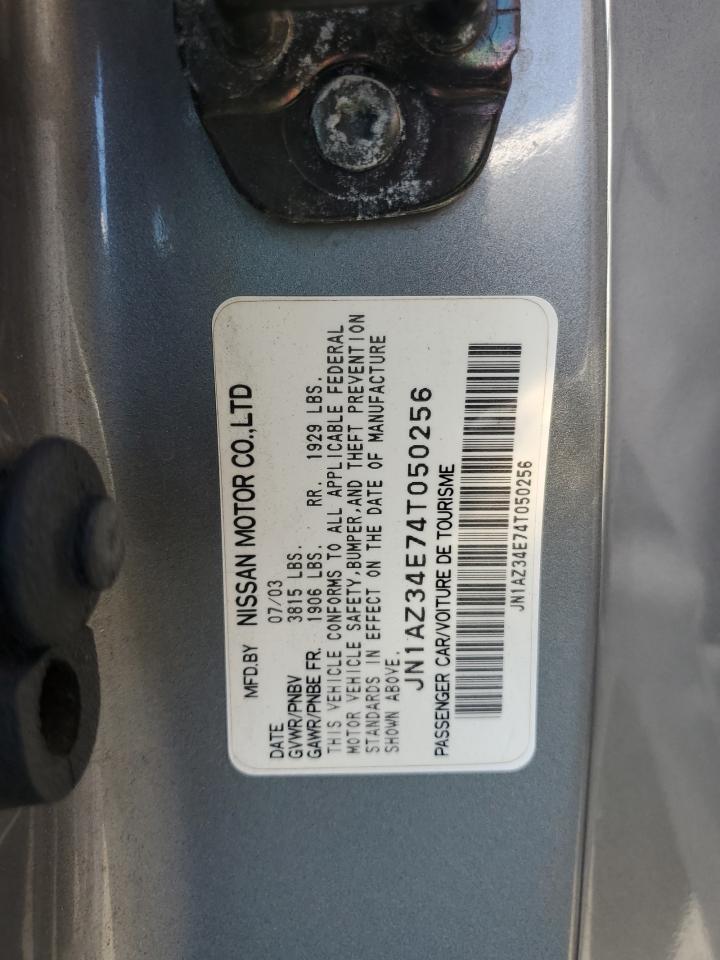 MFD.BY NISSAN MOTOR CO.,LTD
DATE 07/03
GVWR/PNBV 3815 LBS.
GAWR/PNBE FR. 1906 LBS. RR. 1929 LBS.
THIS VEHICLE CONFORMS TO ALL APPLICABLE FEDERAL
MOTOR VEHICLE SAFETY,BUMPER,AND THEFT PREVENTION
STANDARDS IN EFFECT ON THE DATE OF MANUFACTURE
SHOWN ABOVE.
JN1AZ34E74T050256
PASSENGER CAR/VOITURE DE TOURISME
JN1AZ34E74T050256